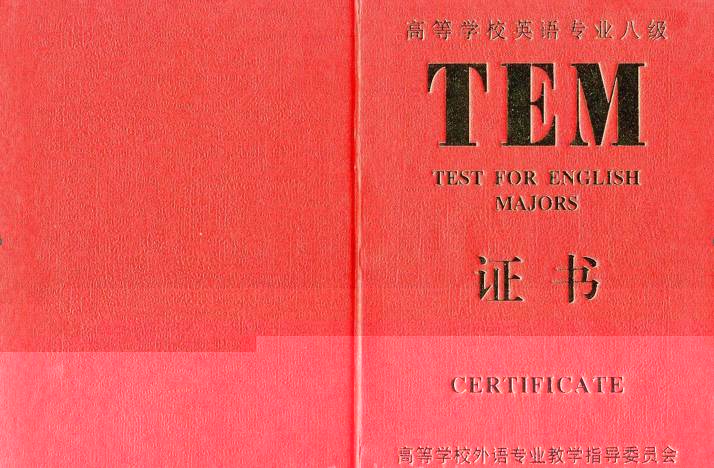 高等学校英语专业八级
TEM
TEST FOR ENGLISH
MAJORS
证书
CERTIFICATE
高等学校外语专业教学指导委员会